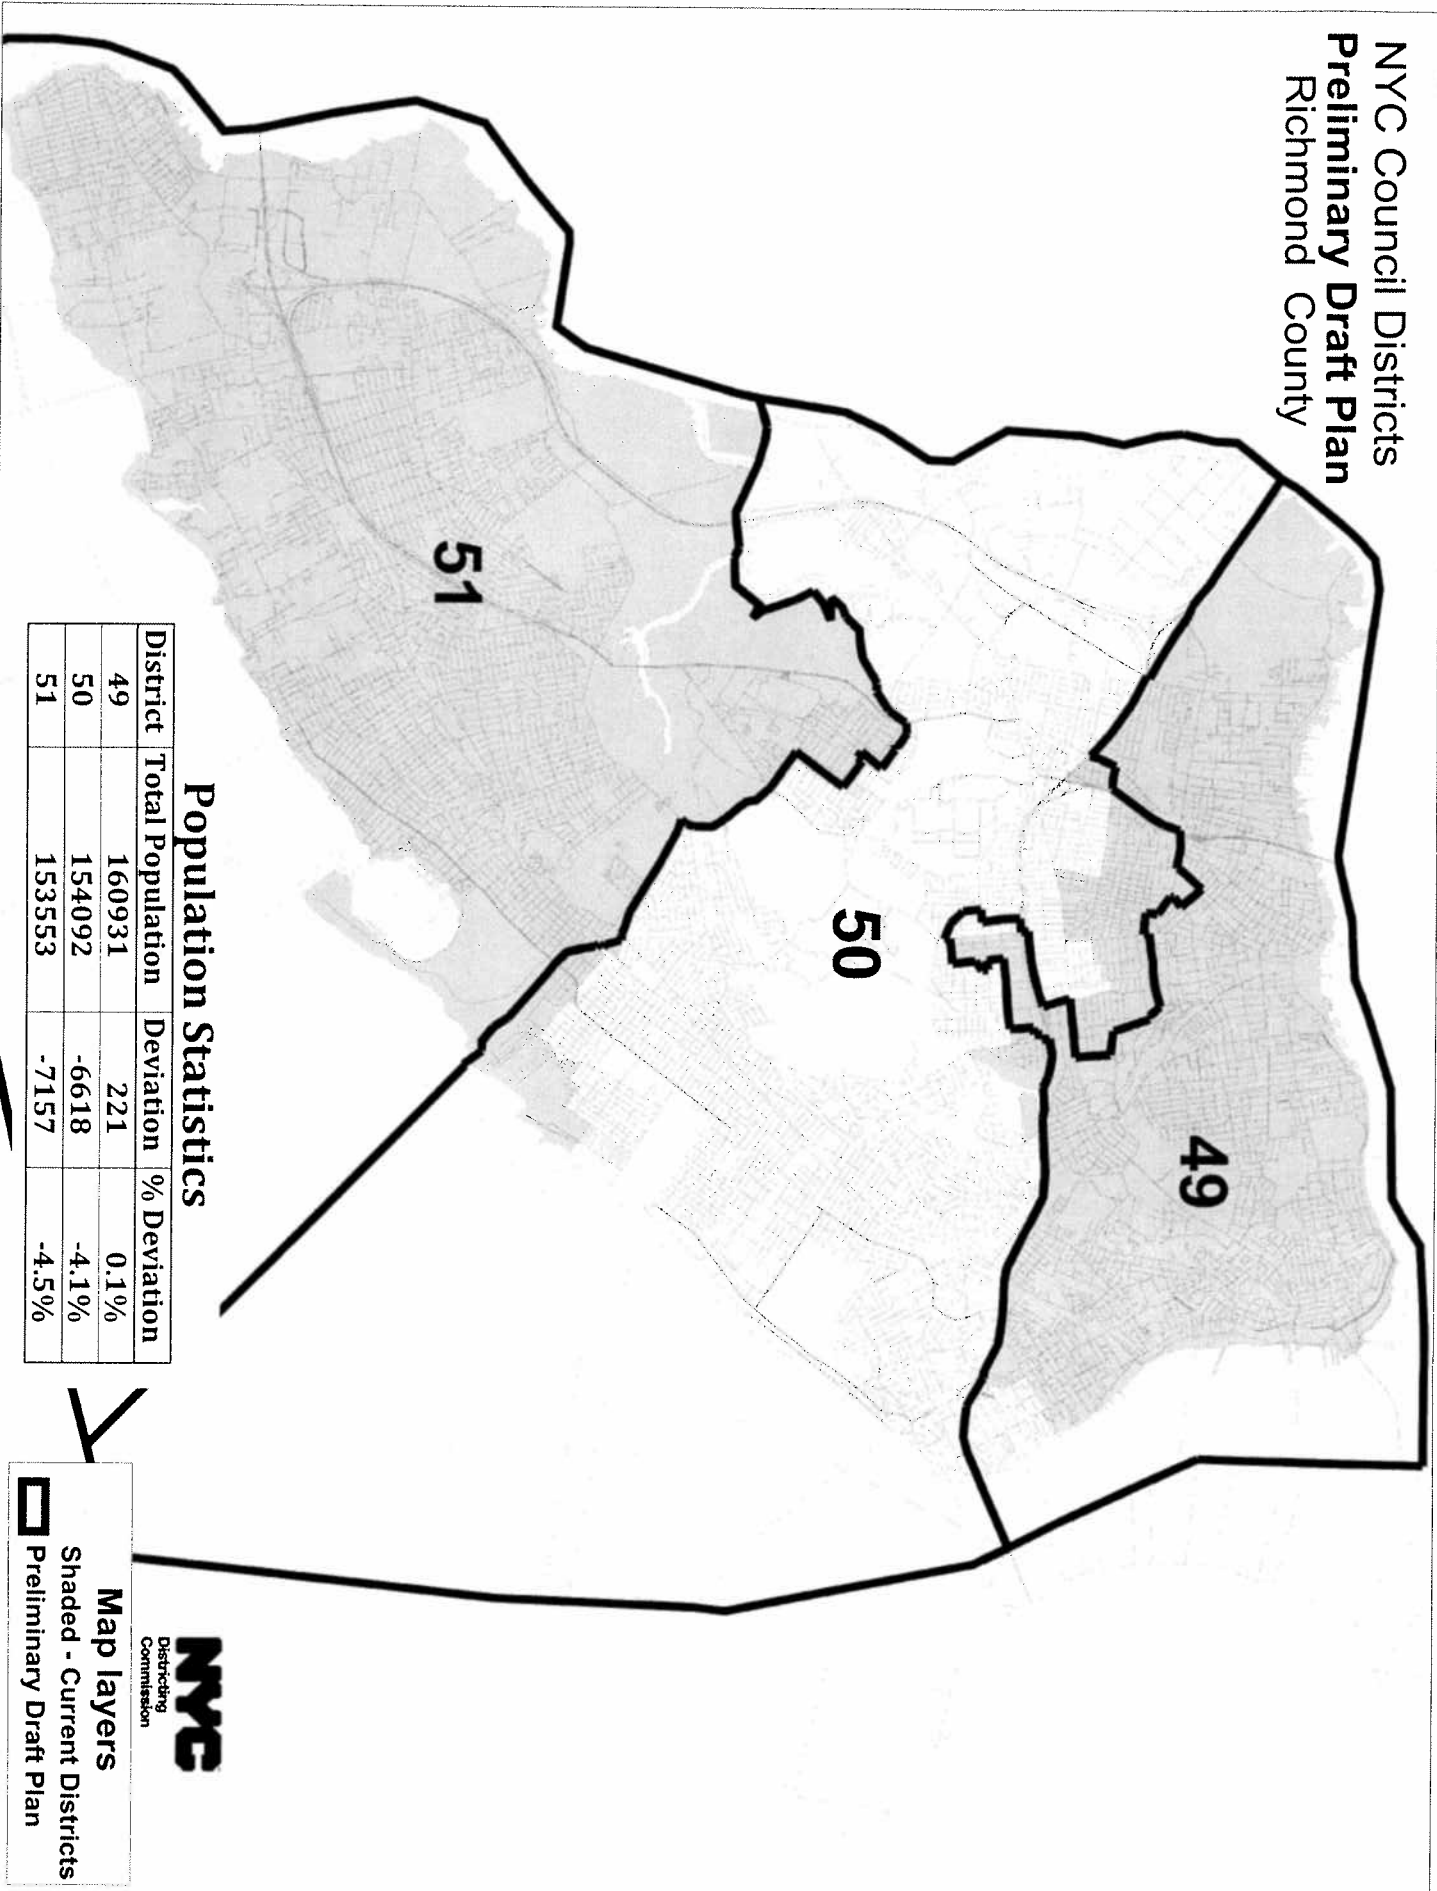 NYC Council Districts
Preliminary Draft Plan
Richmond County
49
50
51
Population Statistics
District Total Population Deviation % Deviation
49 160931 221 0.1%
50 154092 -6618 -4.1%
51 153553 -7157 -4.5%
NYC
Districting
Commission
Map layers
Shaded - Current Districts
Preliminary Draft Plan